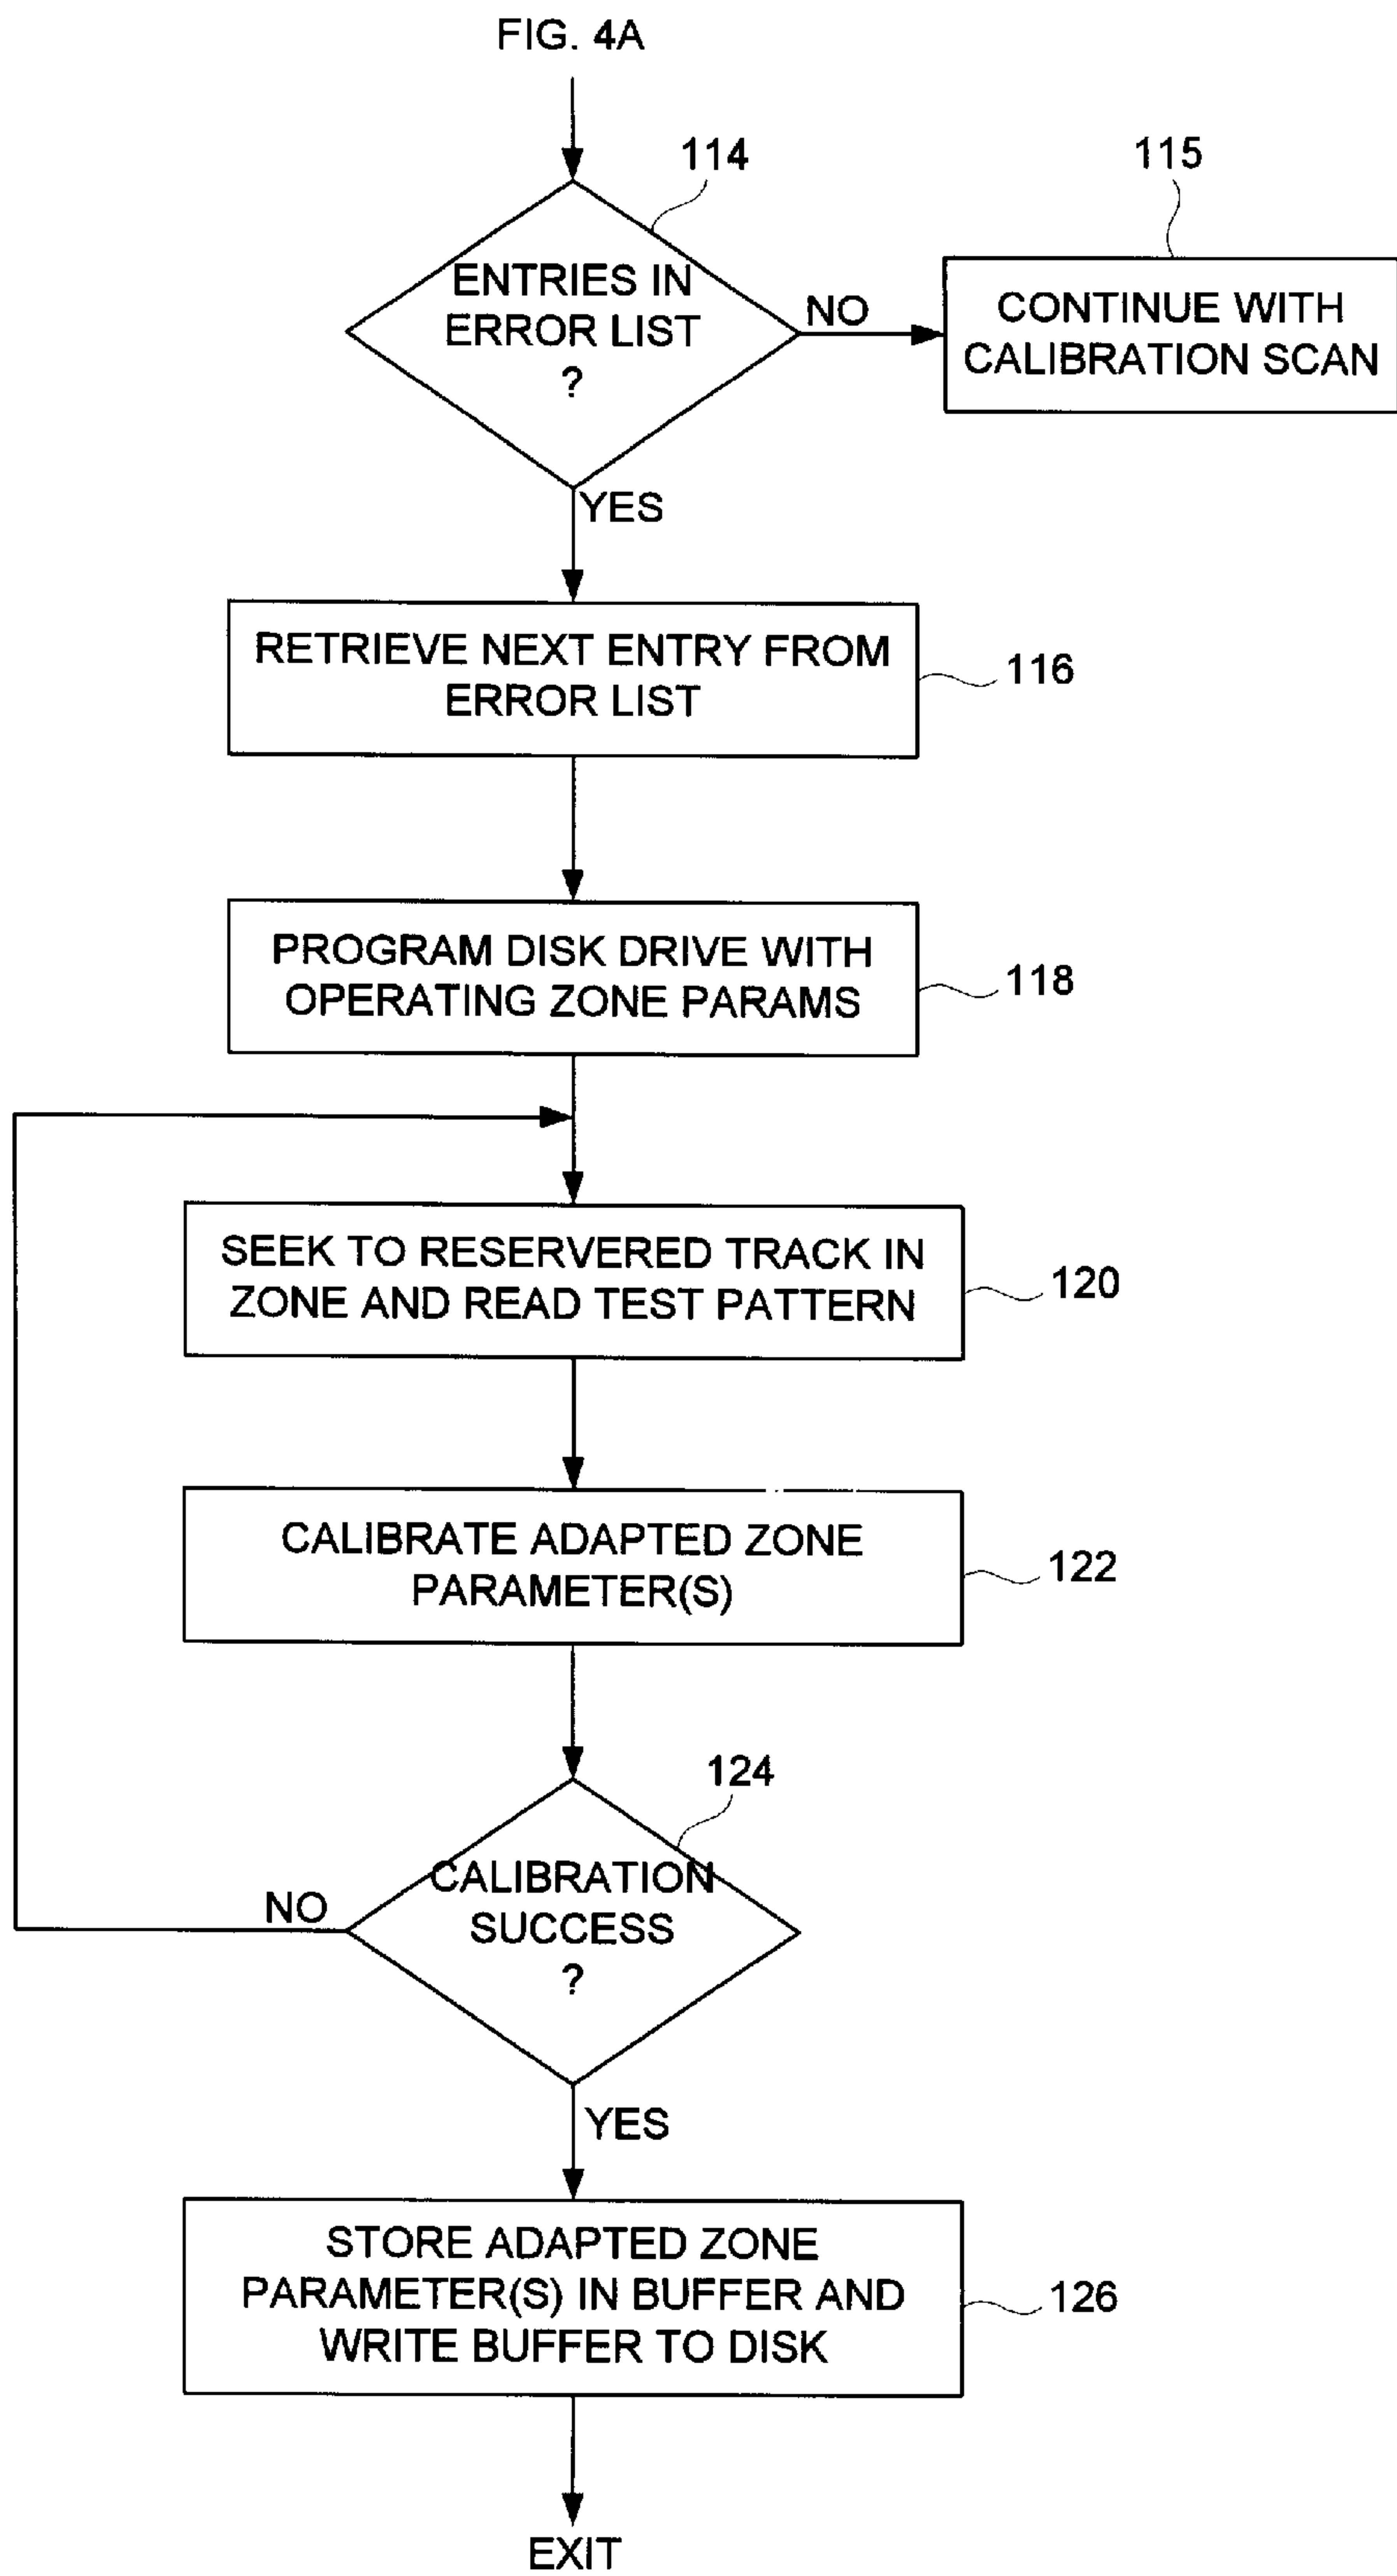 FIG. 4A
114
115
ENTRIES IN
ERROR LIST
?
NO
CONTINUE WITH
CALIBRATION SCAN
YES
RETRIEVE NEXT ENTRY FROM
ERROR LIST
116
PROGRAM DISK DRIVE WITH
OPERATING ZONE PARAMS
118
SEEK TO RESERVERED TRACK IN
ZONE AND READ TEST PATTERN
120
CALIBRATE ADAPTED ZONE
PARAMETER(S)
122
124
CALIBRATION
SUCCESS
?
NO
YES
STORE ADAPTED ZONE
PARAMETER(S) IN BUFFER AND
WRITE BUFFER TO DISK
126
EXIT